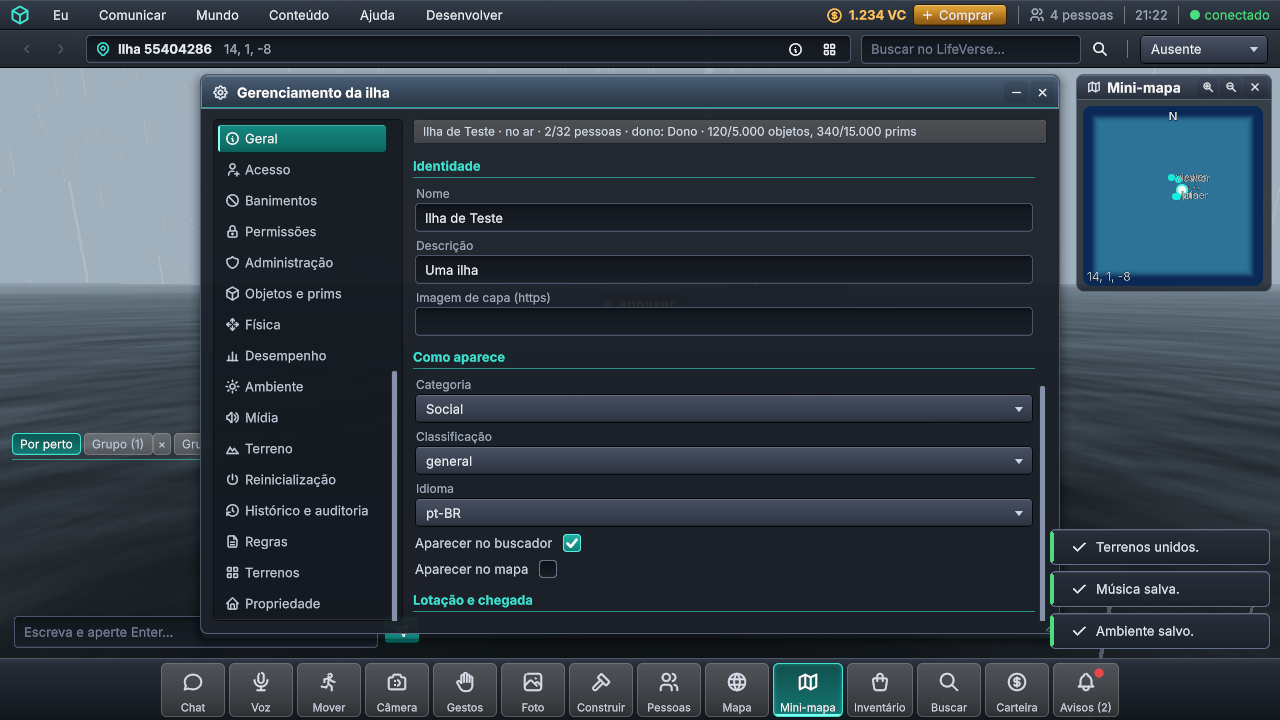 Eu Comunicar Mundo Conteúdo Ajuda Desenvolver 1.234 VC + Comprar 4 pessoas 21:22 conectado
Ilha 55404286 14, 1, -8 Buscar no LifeVerse... Ausente
Gerenciamento da ilha
Mini-mapa
N
14, 1, -8
Geral
Acesso
Banimentos
Permissões
Administração
Objetos e prims
Física
Desempenho
Ambiente
Mídia
Terreno
Reinicialização
Histórico e auditoria
Regras
Terrenos
Propriedade
Ilha de Teste · no ar · 2/32 pessoas · dono: Dono · 120/5.000 objetos, 340/15.000 prims
Identidade
Nome
Ilha de Teste
Descrição
Uma ilha
Imagem de capa (https)
Como aparece
Categoria
Social
Classificação
general
Idioma
pt-BR
Aparecer no buscador
Aparecer no mapa
Lotação e chegada
Por perto Grupo (1) × Gru
Escreva e aperte Enter...
Terrenos unidos.
Música salva.
Ambiente salvo.
Chat Voz Mover Câmera Gestos Foto Construir Pessoas Mapa Mini-mapa Inventário Buscar Carteira Avisos (2)